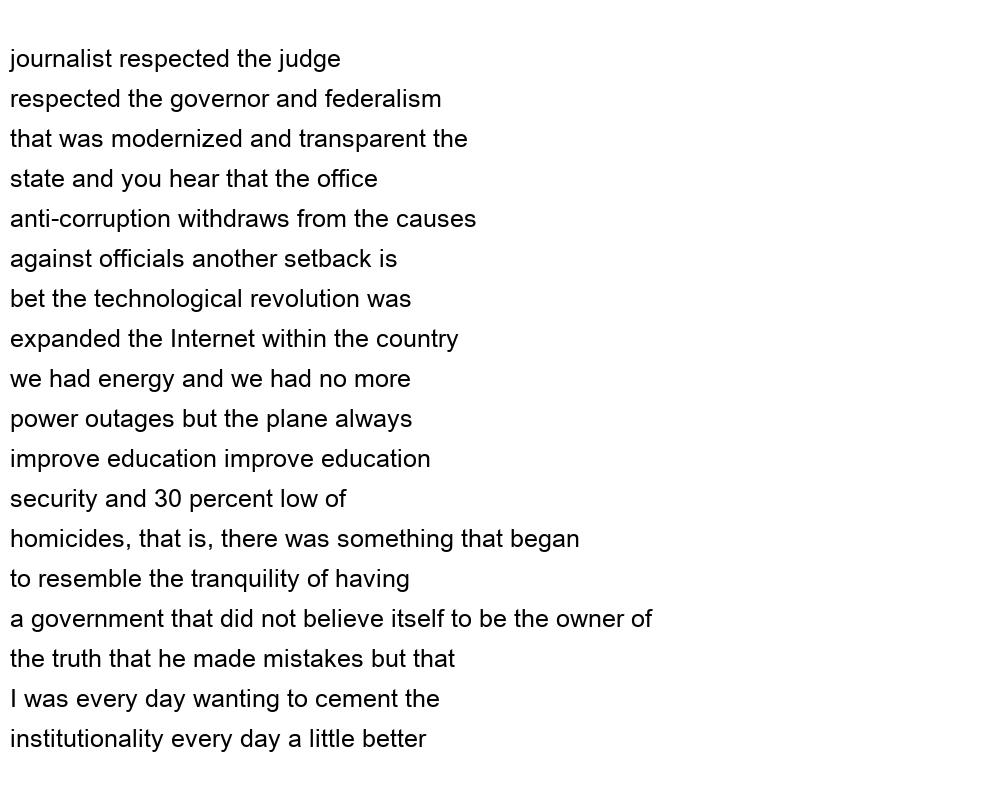 journalist respected the judge
respected the governor and federalism
that was modernized and transparent the
state and you hear that the office
anti-corruption withdraws from the causes
against officials another setback is
bet the technological revolution was
expanded the Internet within the country
we had energy and we had no more
power outages but the plane always
improve education improve education
security and 30 percent low of
homicides, that is, there was something that began
to resemble the tranquility of having
a government that did not believe itself to be the owner of
the truth that he made mistakes but that
I was every day wanting to cement the
institutionality every day a little better